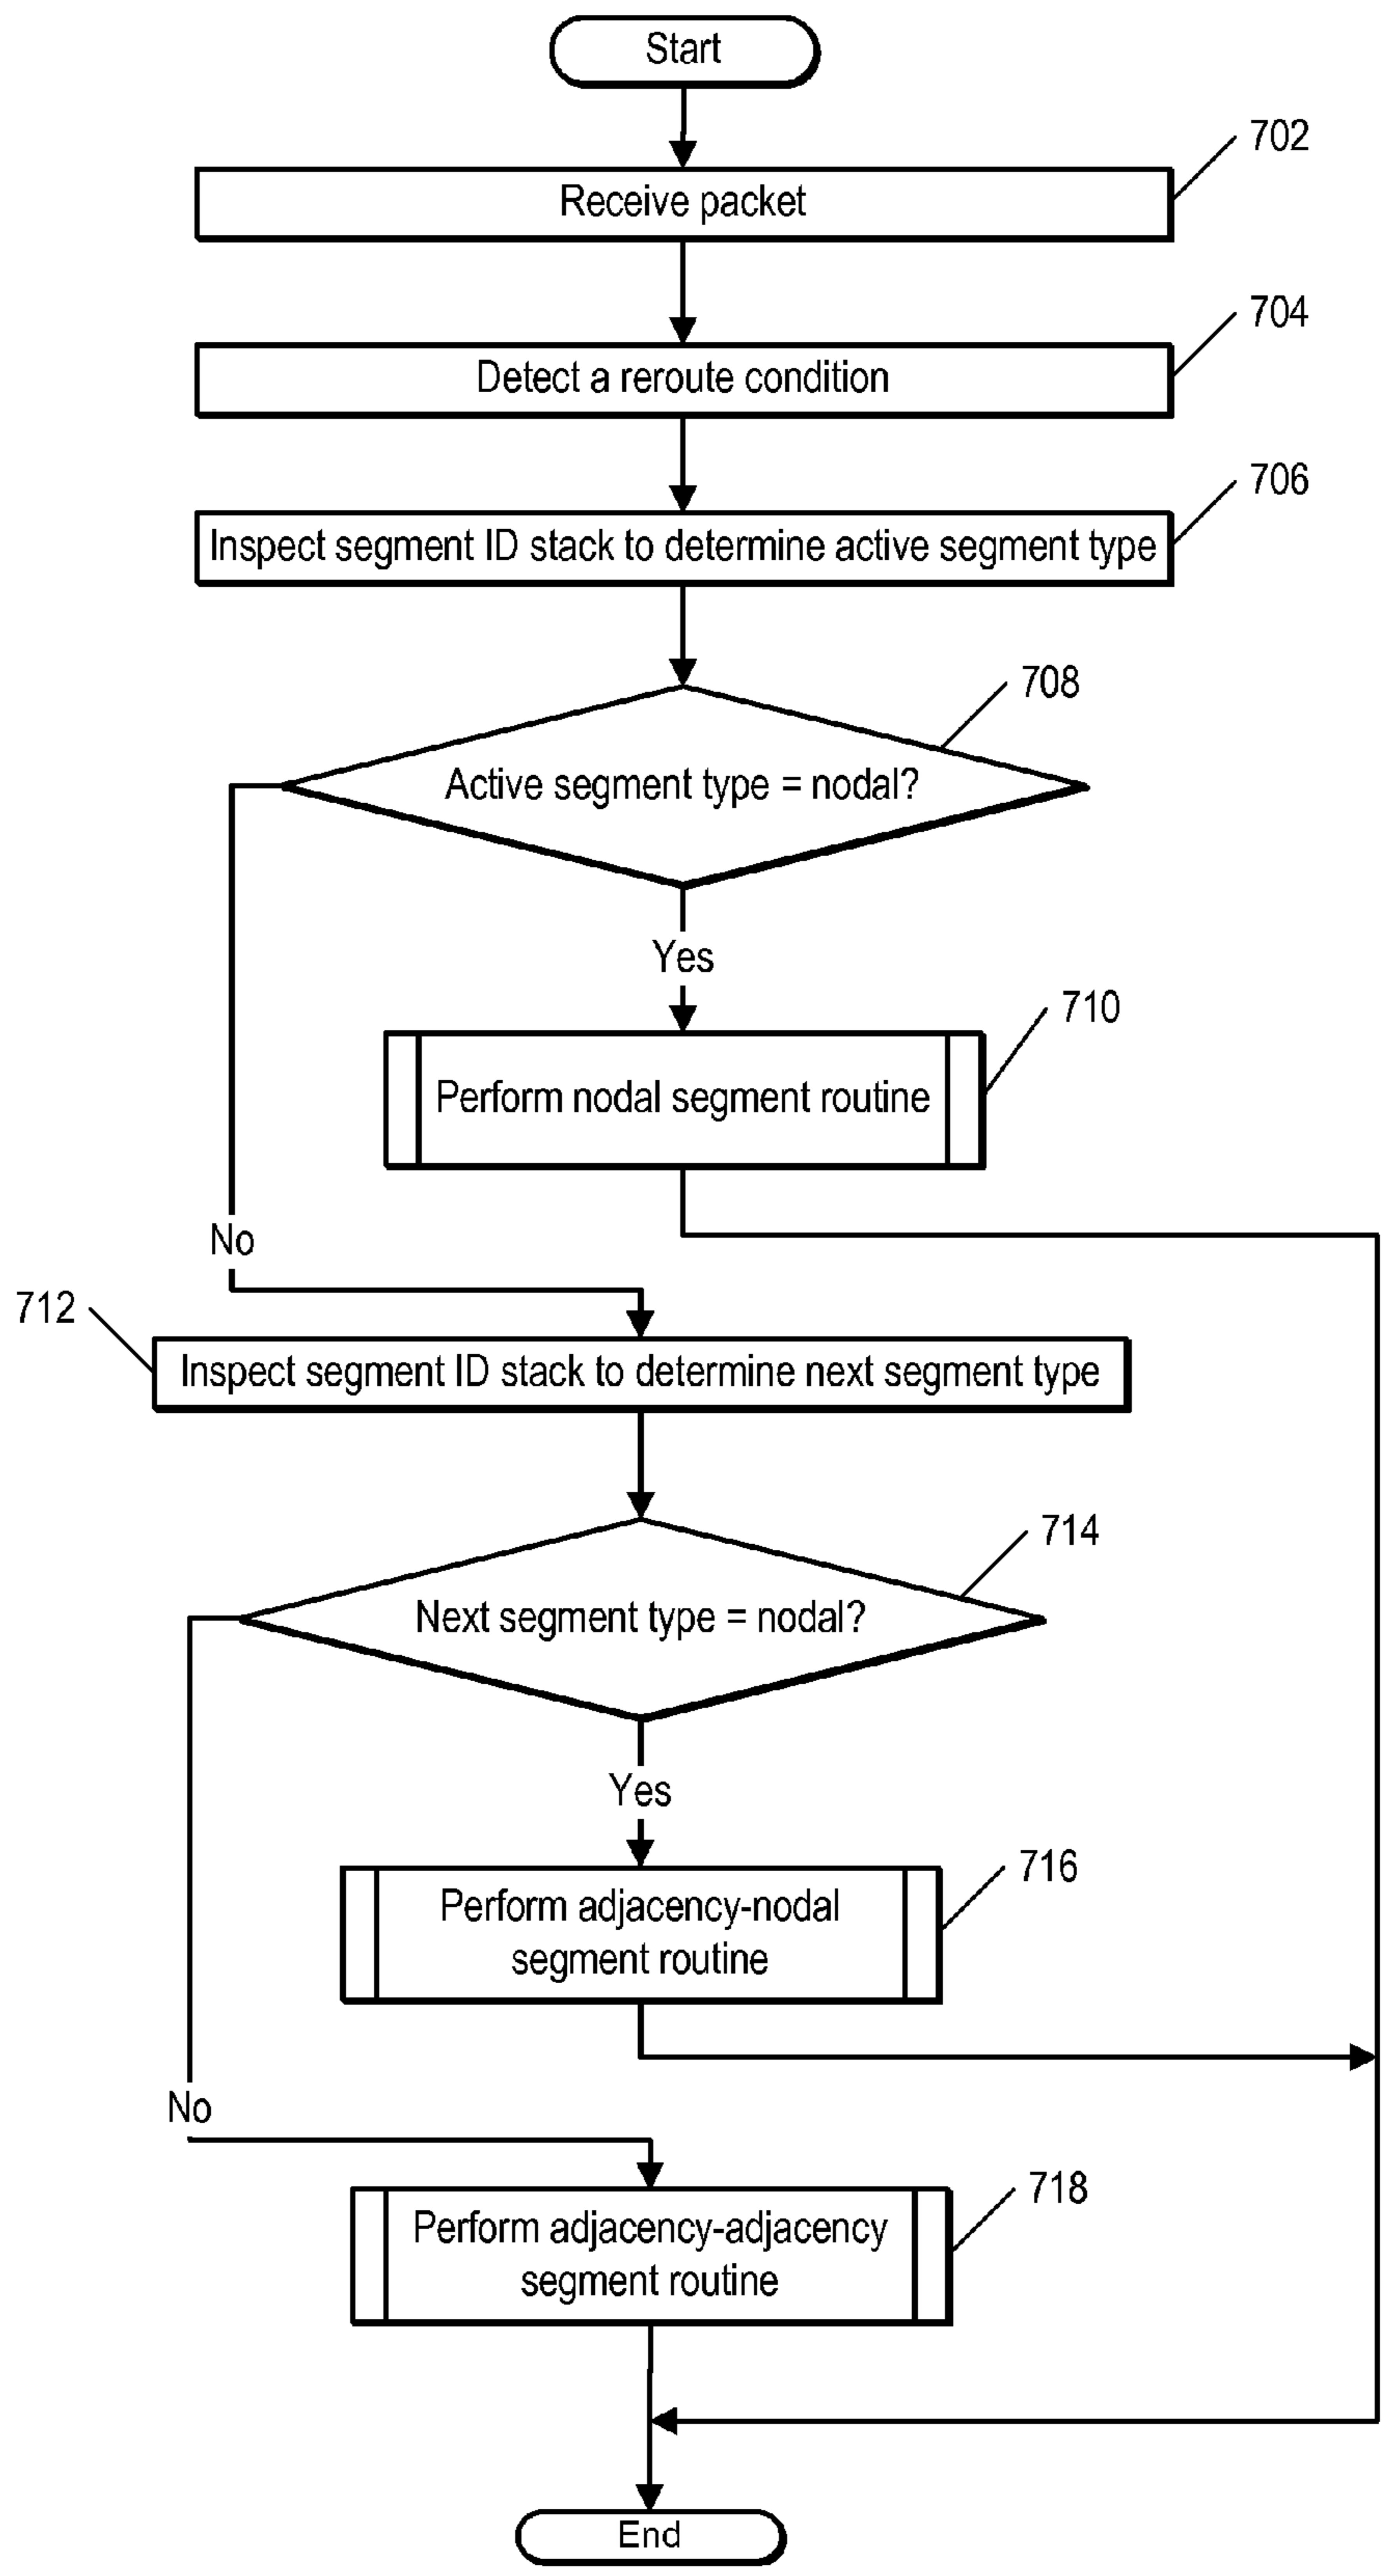 Start
702
Receive packet
704
Detect a reroute condition
706
Inspect segment ID stack to determine active segment type
708
Active segment type = nodal?
Yes
710
Perform nodal segment routine
No
712
Inspect segment ID stack to determine next segment type
714
Next segment type = nodal?
Yes
716
Perform adjacency-nodal
segment routine
No
718
Perform adjacency-adjacency
segment routine
End